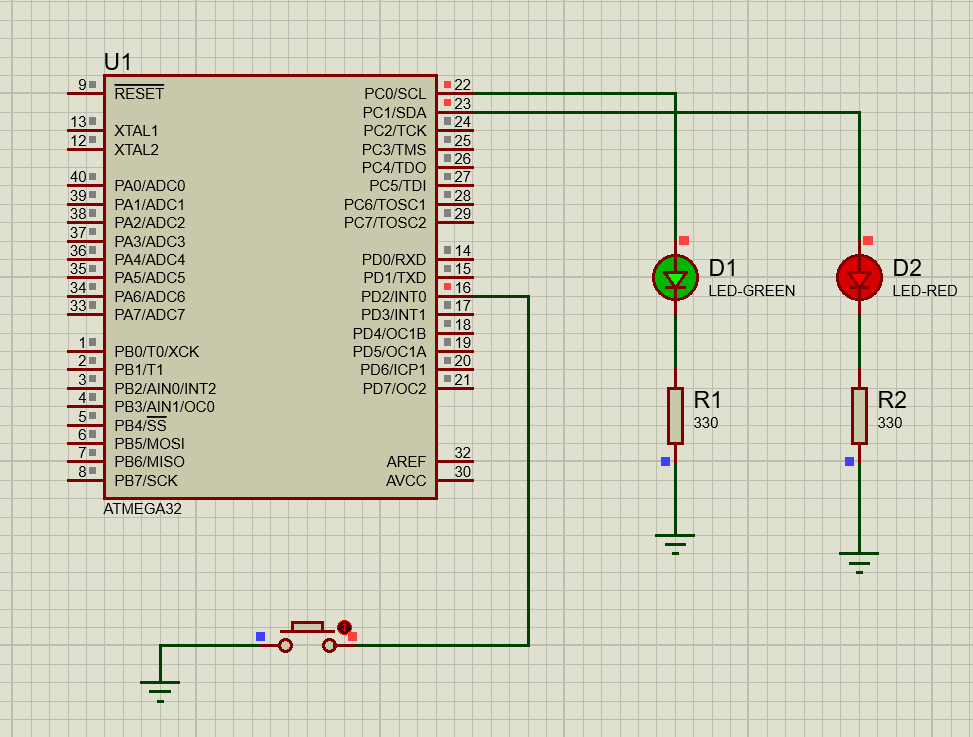 U1
9 RESET
13 XTAL1
12 XTAL2
40 PA0/ADC0
39 PA1/ADC1
38 PA2/ADC2
37 PA3/ADC3
36 PA4/ADC4
35 PA5/ADC5
34 PA6/ADC6
33 PA7/ADC7
1 PB0/T0/XCK
2 PB1/T1
3 PB2/AIN0/INT2
4 PB3/AIN1/OC0
5 PB4/SS
6 PB5/MOSI
7 PB6/MISO
8 PB7/SCK
PC0/SCL 22
PC1/SDA 23
PC2/TCK 24
PC3/TMS 25
PC4/TDO 26
PC5/TDI 27
PC6/TOSC1 28
PC7/TOSC2 29
PD0/RXD 14
PD1/TXD 15
PD2/INT0 16
PD3/INT1 17
PD4/OC1B 18
PD5/OC1A 19
PD6/ICP1 20
PD7/OC2 21
AREF 32
AVCC 30
ATMEGA32
D1
LED-GREEN
R1
330
D2
LED-RED
R2
330